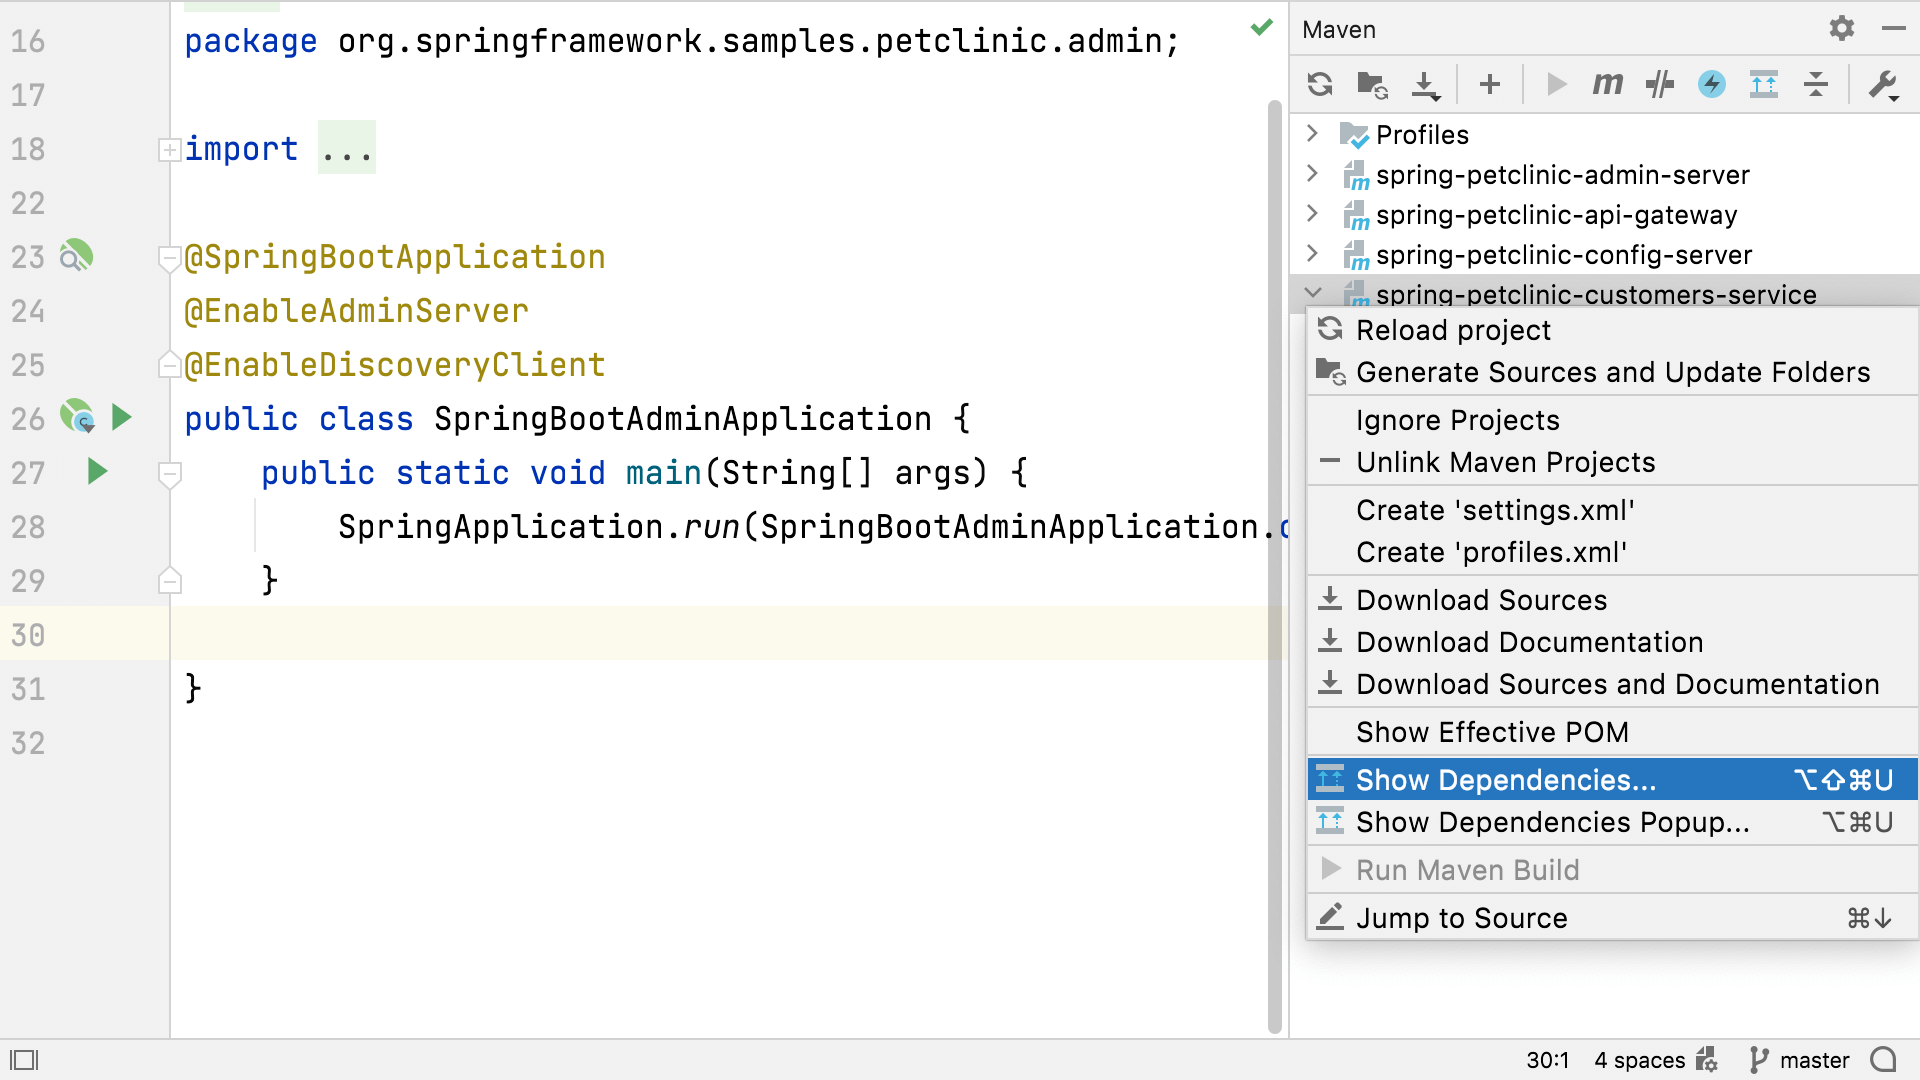 16 package org.springframework.samples.petclinic.admin;
17
18 import ...
22
23 @SpringBootApplication
24 @EnableAdminServer
25 @EnableDiscoveryClient
26 public class SpringBootAdminApplication {
27 public static void main(String[] args) {
28 SpringApplication.run(SpringBootAdminApplication.
29 }
30
31 }
32
Maven
Profiles
spring-petclinic-admin-server
spring-petclinic-api-gateway
spring-petclinic-config-server
spring-petclinic-customers-service
Reload project
Generate Sources and Update Folders
Ignore Projects
Unlink Maven Projects
Create 'settings.xml'
Create 'profiles.xml'
Download Sources
Download Documentation
Download Sources and Documentation
Show Effective POM
Show Dependencies... ⌥⇧⌘U
Show Dependencies Popup... ⌥⌘U
Run Maven Build
Jump to Source ⌘↓
30:1 4 spaces master